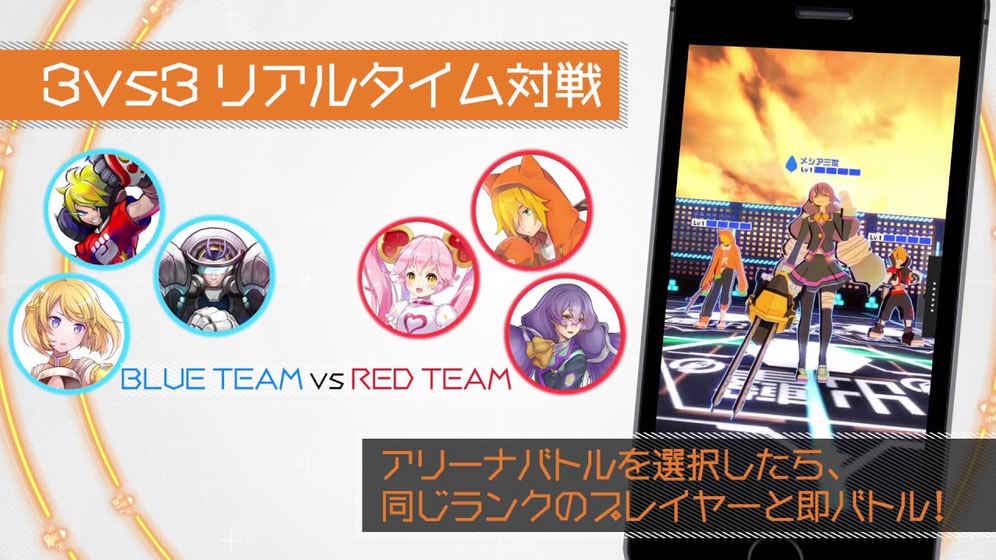 3vs3 リアルタイム対戦
メシア三世
Lv1
Lv1
Lv1
BLUE TEAM vs RED TEAM
アリーナバトルを選択したら、
同じランクのプレイヤーと即バトル!